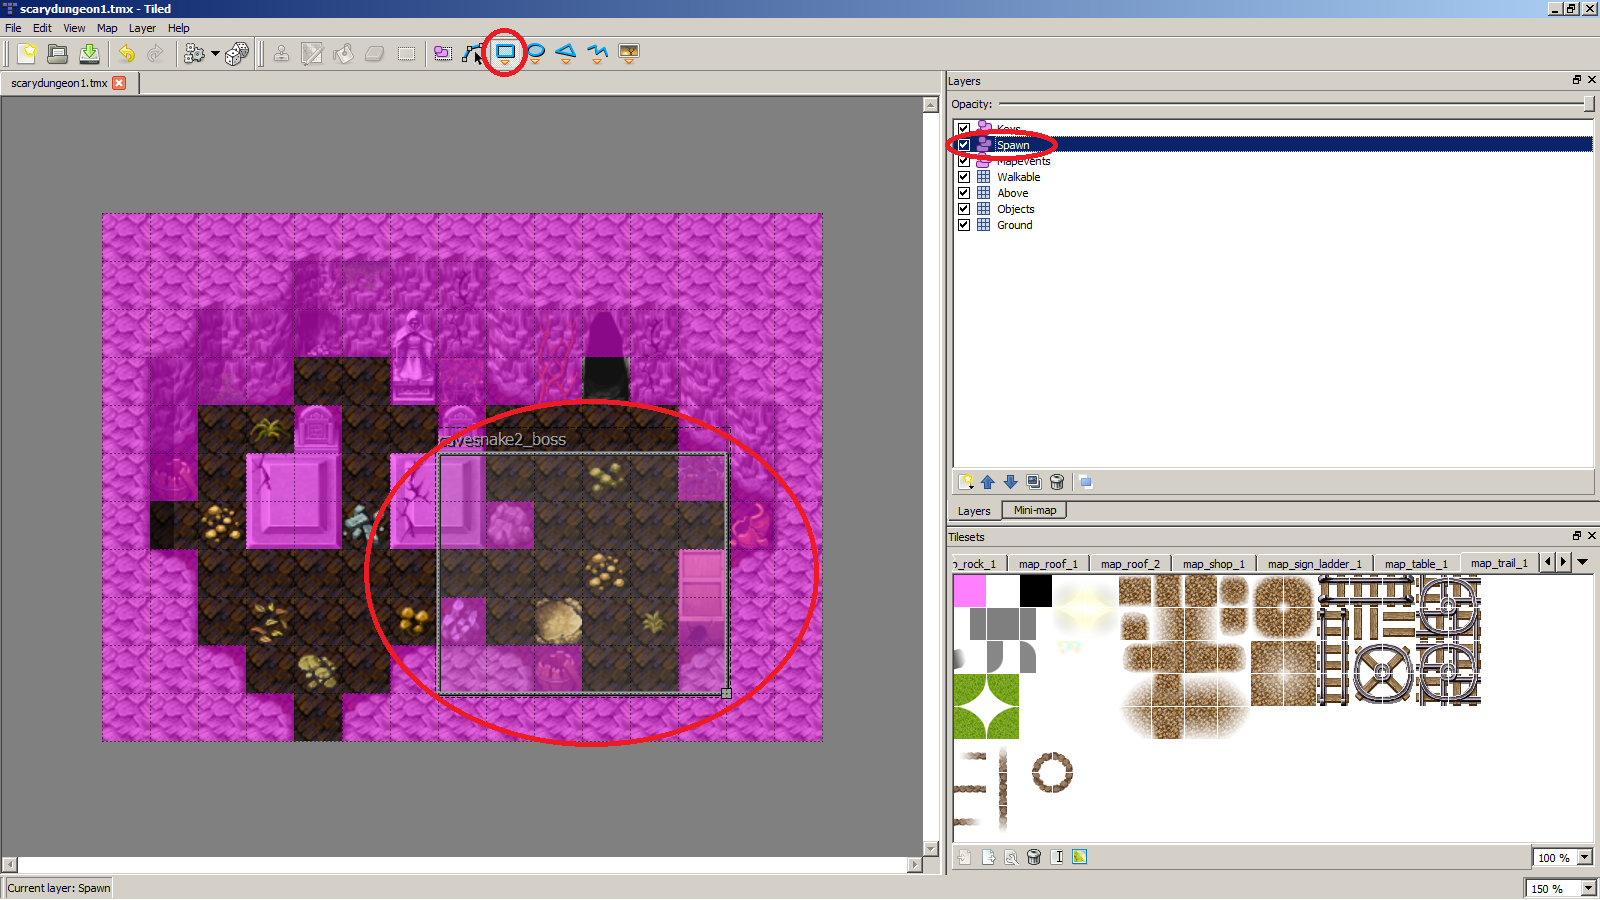 scarydungeon1.tmx - Tiled
File Edit View Map Layer Help
scarydungeon1.tmx
Layers
Opacity:
Keys
Spawn
Mapevents
Walkable
Above
Objects
Ground
cavesnake2_boss
Layers Mini-map
Tilesets
p_rock_1 map_roof_1 map_roof_2 map_shop_1 map_sign_ladder_1 map_table_1 map_trail_1
100 %
Current layer: Spawn
150 %